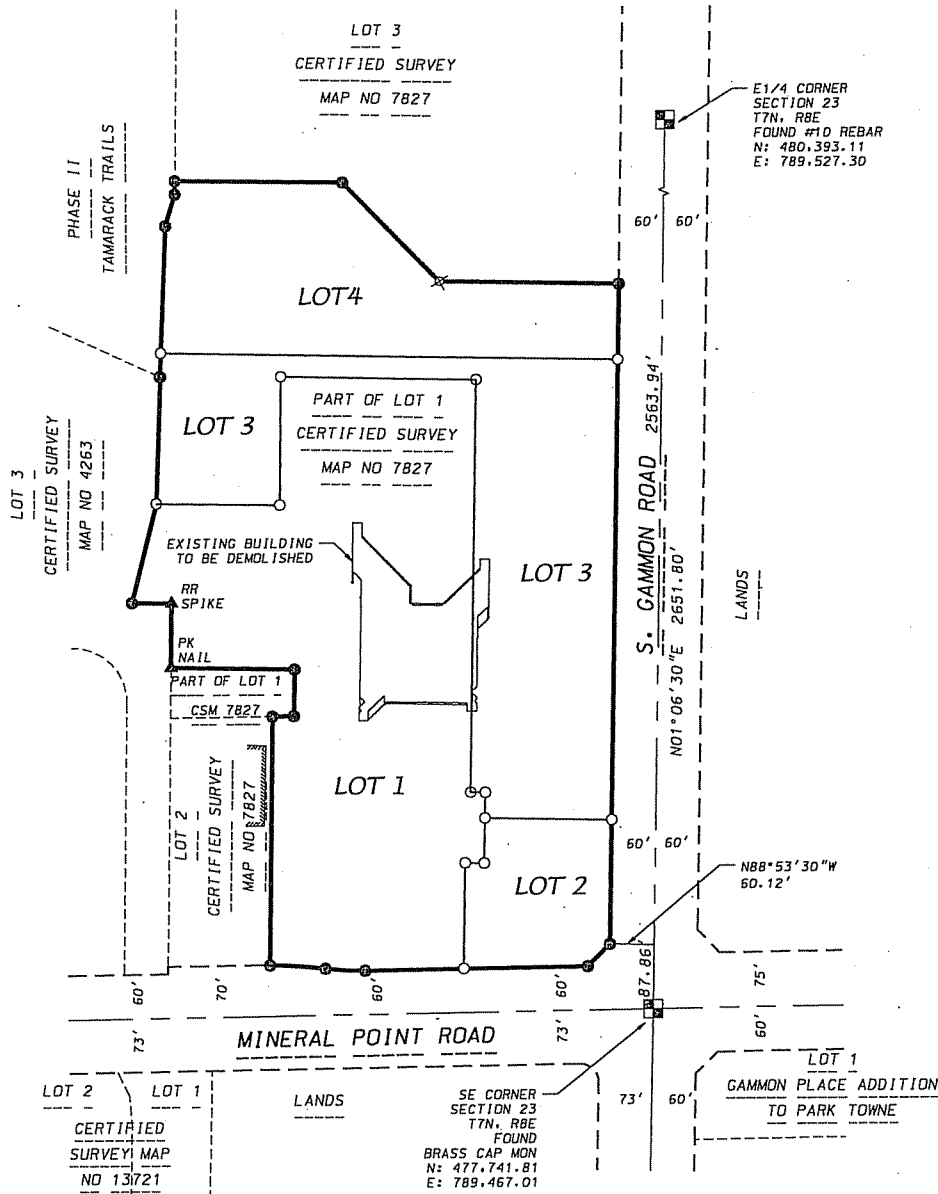 LOT 3
CERTIFIED SURVEY
MAP NO 7827
E1/4 CORNER
SECTION 23
T7N, R8E
FOUND #10 REBAR
N: 480,393.11
E: 789,527.30
PHASE II
TAMARACK TRAILS
60' 60'
LOT4
2563.94'
PART OF LOT 1
CERTIFIED SURVEY
MAP NO 7827
LOT 3
LOT 3
CERTIFIED SURVEY
MAP NO 4263
EXISTING BUILDING
TO BE DEMOLISHED
LOT 3
S. GAMMON ROAD
N01°06'30"E 2651.80'
LANDS
RR
SPIKE
PK
NAIL
PART OF LOT 1
CSM 7827
LOT 1
LOT 2
CERTIFIED SURVEY
MAP NO 7827
60' 60'
N88°53'30"W
60.12'
LOT 2
87.86'
60'
70'
60'
60'
75'
73'
MINERAL POINT ROAD
73'
60'
LOT 2
LOT 1
CERTIFIED
SURVEY MAP
NO 13721
LANDS
SE CORNER
SECTION 23
T7N, R8E
FOUND
BRASS CAP MON
N: 477,741.81
E: 789,467.01
73'
60'
LOT 1
GAMMON PLACE ADDITION
TO PARK TOWNE